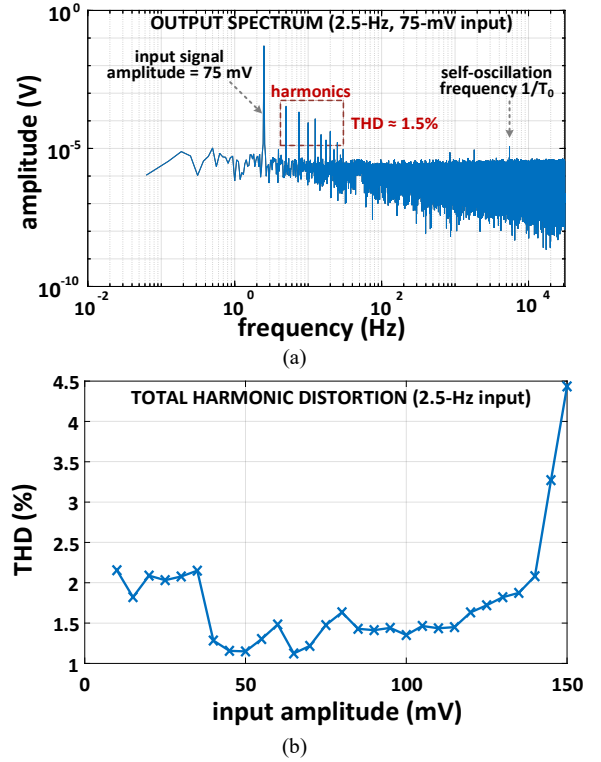 OUTPUT SPECTRUM (2.5-Hz, 75-mV input)
10^0
10^-5
10^-10
amplitude (V)
input signal
amplitude = 75 mV
harmonics
THD ≈ 1.5%
self-oscillation
frequency 1/T₀
10^-2
10^0
10^2
10^4
frequency (Hz)
(a)
TOTAL HARMONIC DISTORTION (2.5-Hz input)
4.5
4
3.5
3
2.5
2
1.5
1
THD (%)
0
50
100
150
input amplitude (mV)
(b)